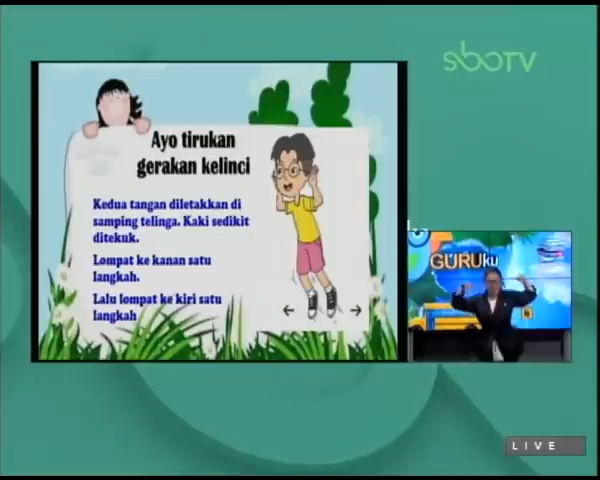 sboTV
Ayo tirukan
gerakan kelinci
Kedua tangan diletakkan di
samping telinga. Kaki sedikit
ditekuk.
Lompat ke kanan satu
langkah.
Lalu lompat ke kiri satu
langkah
GURUku
LIVE